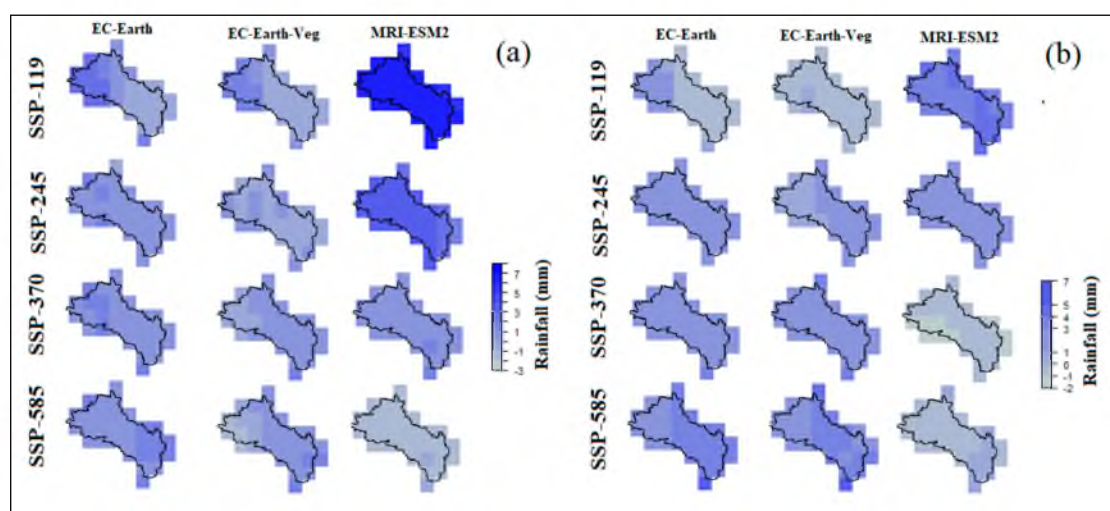 EC-Earth EC-Earth-Veg MRI-ESM2 (a)
SSP-119
SSP-245
SSP-370
SSP-585
7
5
3
1
-1
-3
Rainfall (mm)
EC-Earth EC-Earth-Veg MRI-ESM2 (b)
SSP-119
SSP-245
SSP-370
SSP-585
7
5
4
3
1
0
-1
-2
Rainfall (mm)